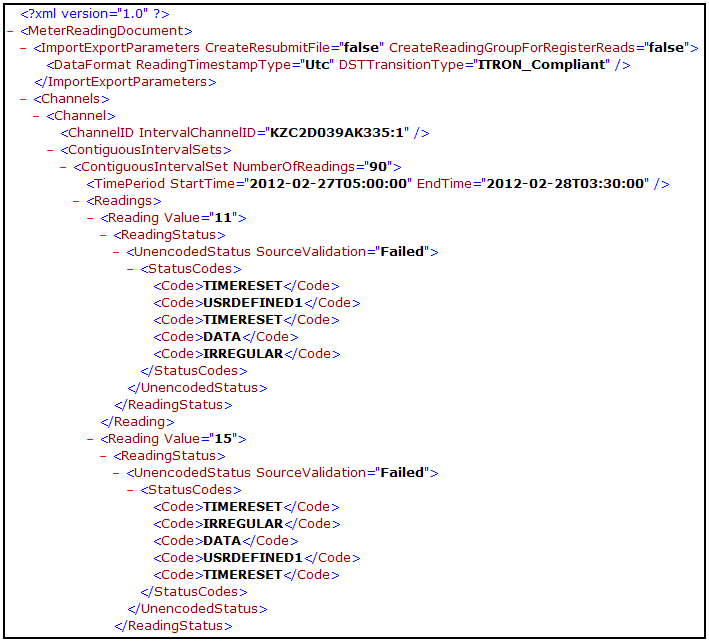 <?xml version="1.0" ?>
– <MeterReadingDocument>
– <ImportExportParameters CreateResubmitFile="false" CreateReadingGroupForRegisterReads="false">
<DataFormat ReadingTimestampType="Utc" DSTTransitionType="ITRON_Compliant" />
</ImportExportParameters>
– <Channels>
– <Channel>
<ChannelID IntervalChannelID="KZC2D039AK335:1" />
– <ContiguousIntervalSets>
– <ContiguousIntervalSet NumberOfReadings="90">
<TimePeriod StartTime="2012-02-27T05:00:00" EndTime="2012-02-28T03:30:00" />
– <Readings>
– <Reading Value="11">
– <ReadingStatus>
– <UnencodedStatus SourceValidation="Failed">
– <StatusCodes>
<Code>TIMERESET</Code>
<Code>USRDEFINED1</Code>
<Code>TIMERESET</Code>
<Code>DATA</Code>
<Code>IRREGULAR</Code>
</StatusCodes>
</UnencodedStatus>
</ReadingStatus>
</Reading>
– <Reading Value="15">
– <ReadingStatus>
– <UnencodedStatus SourceValidation="Failed">
– <StatusCodes>
<Code>TIMERESET</Code>
<Code>IRREGULAR</Code>
<Code>DATA</Code>
<Code>USRDEFINED1</Code>
<Code>TIMERESET</Code>
</StatusCodes>
</UnencodedStatus>
</ReadingStatus>